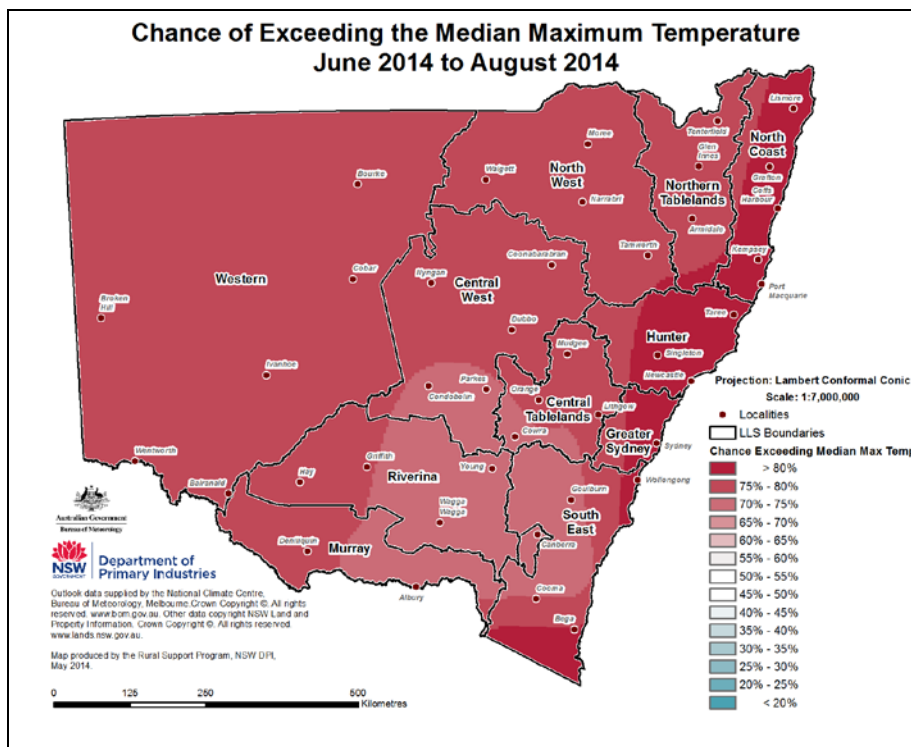 Chance of Exceeding the Median Maximum Temperature
June 2014 to August 2014
Lismore
Tenterfield
North
Coast
Moree
Glen
Innes
Bourke
Walgett
North
West
Northern
Tablelands
Grafton
Coffs
Harbour
Narrabri
Armidale
Tamworth
Kempsey
Coonabarabran
Western
Cobar
Nyngan
Central
West
Port
Macquarie
Broken
Hill
Taree
Dubbo
Hunter
Mudgee
Singleton
Ivanhoe
Newcastle
Parkes
Orange
Condobolin
Central
Tablelands
Lithgow
Projection: Lambert Conformal Conic
Scale: 1:7,000,000
Localities
LLS Boundaries
Cowra
Greater
Sydney
Sydney
Wentworth
Griffith
Young
Hay
Riverina
Wollongong
Balranald
Goulburn
Wagga
Wagga
South
East
Deniliquin
Murray
Canberra
Albury
Cooma
Bega
Chance Exceeding Median Max Temp
> 80%
75% - 80%
70% - 75%
65% - 70%
60% - 65%
55% - 60%
50% - 55%
45% - 50%
40% - 45%
35% - 40%
30% - 35%
25% - 30%
20% - 25%
< 20%
Australian Government
Bureau of Meteorology
NSW
GOVERNMENT
Department of
Primary Industries
Outlook data supplied by the National Climate Centre,
Bureau of Meteorology, Melbourne.Crown Copyright ©. All rights
reserved. www.bom.gov.au. Other data copyright NSW Land and
Property Information. Crown Copyright ©. All rights reserved.
www.lands.nsw.gov.au.
Map produced by the Rural Support Program, NSW DPI,
May 2014.
0 125 250 500
Kilometres